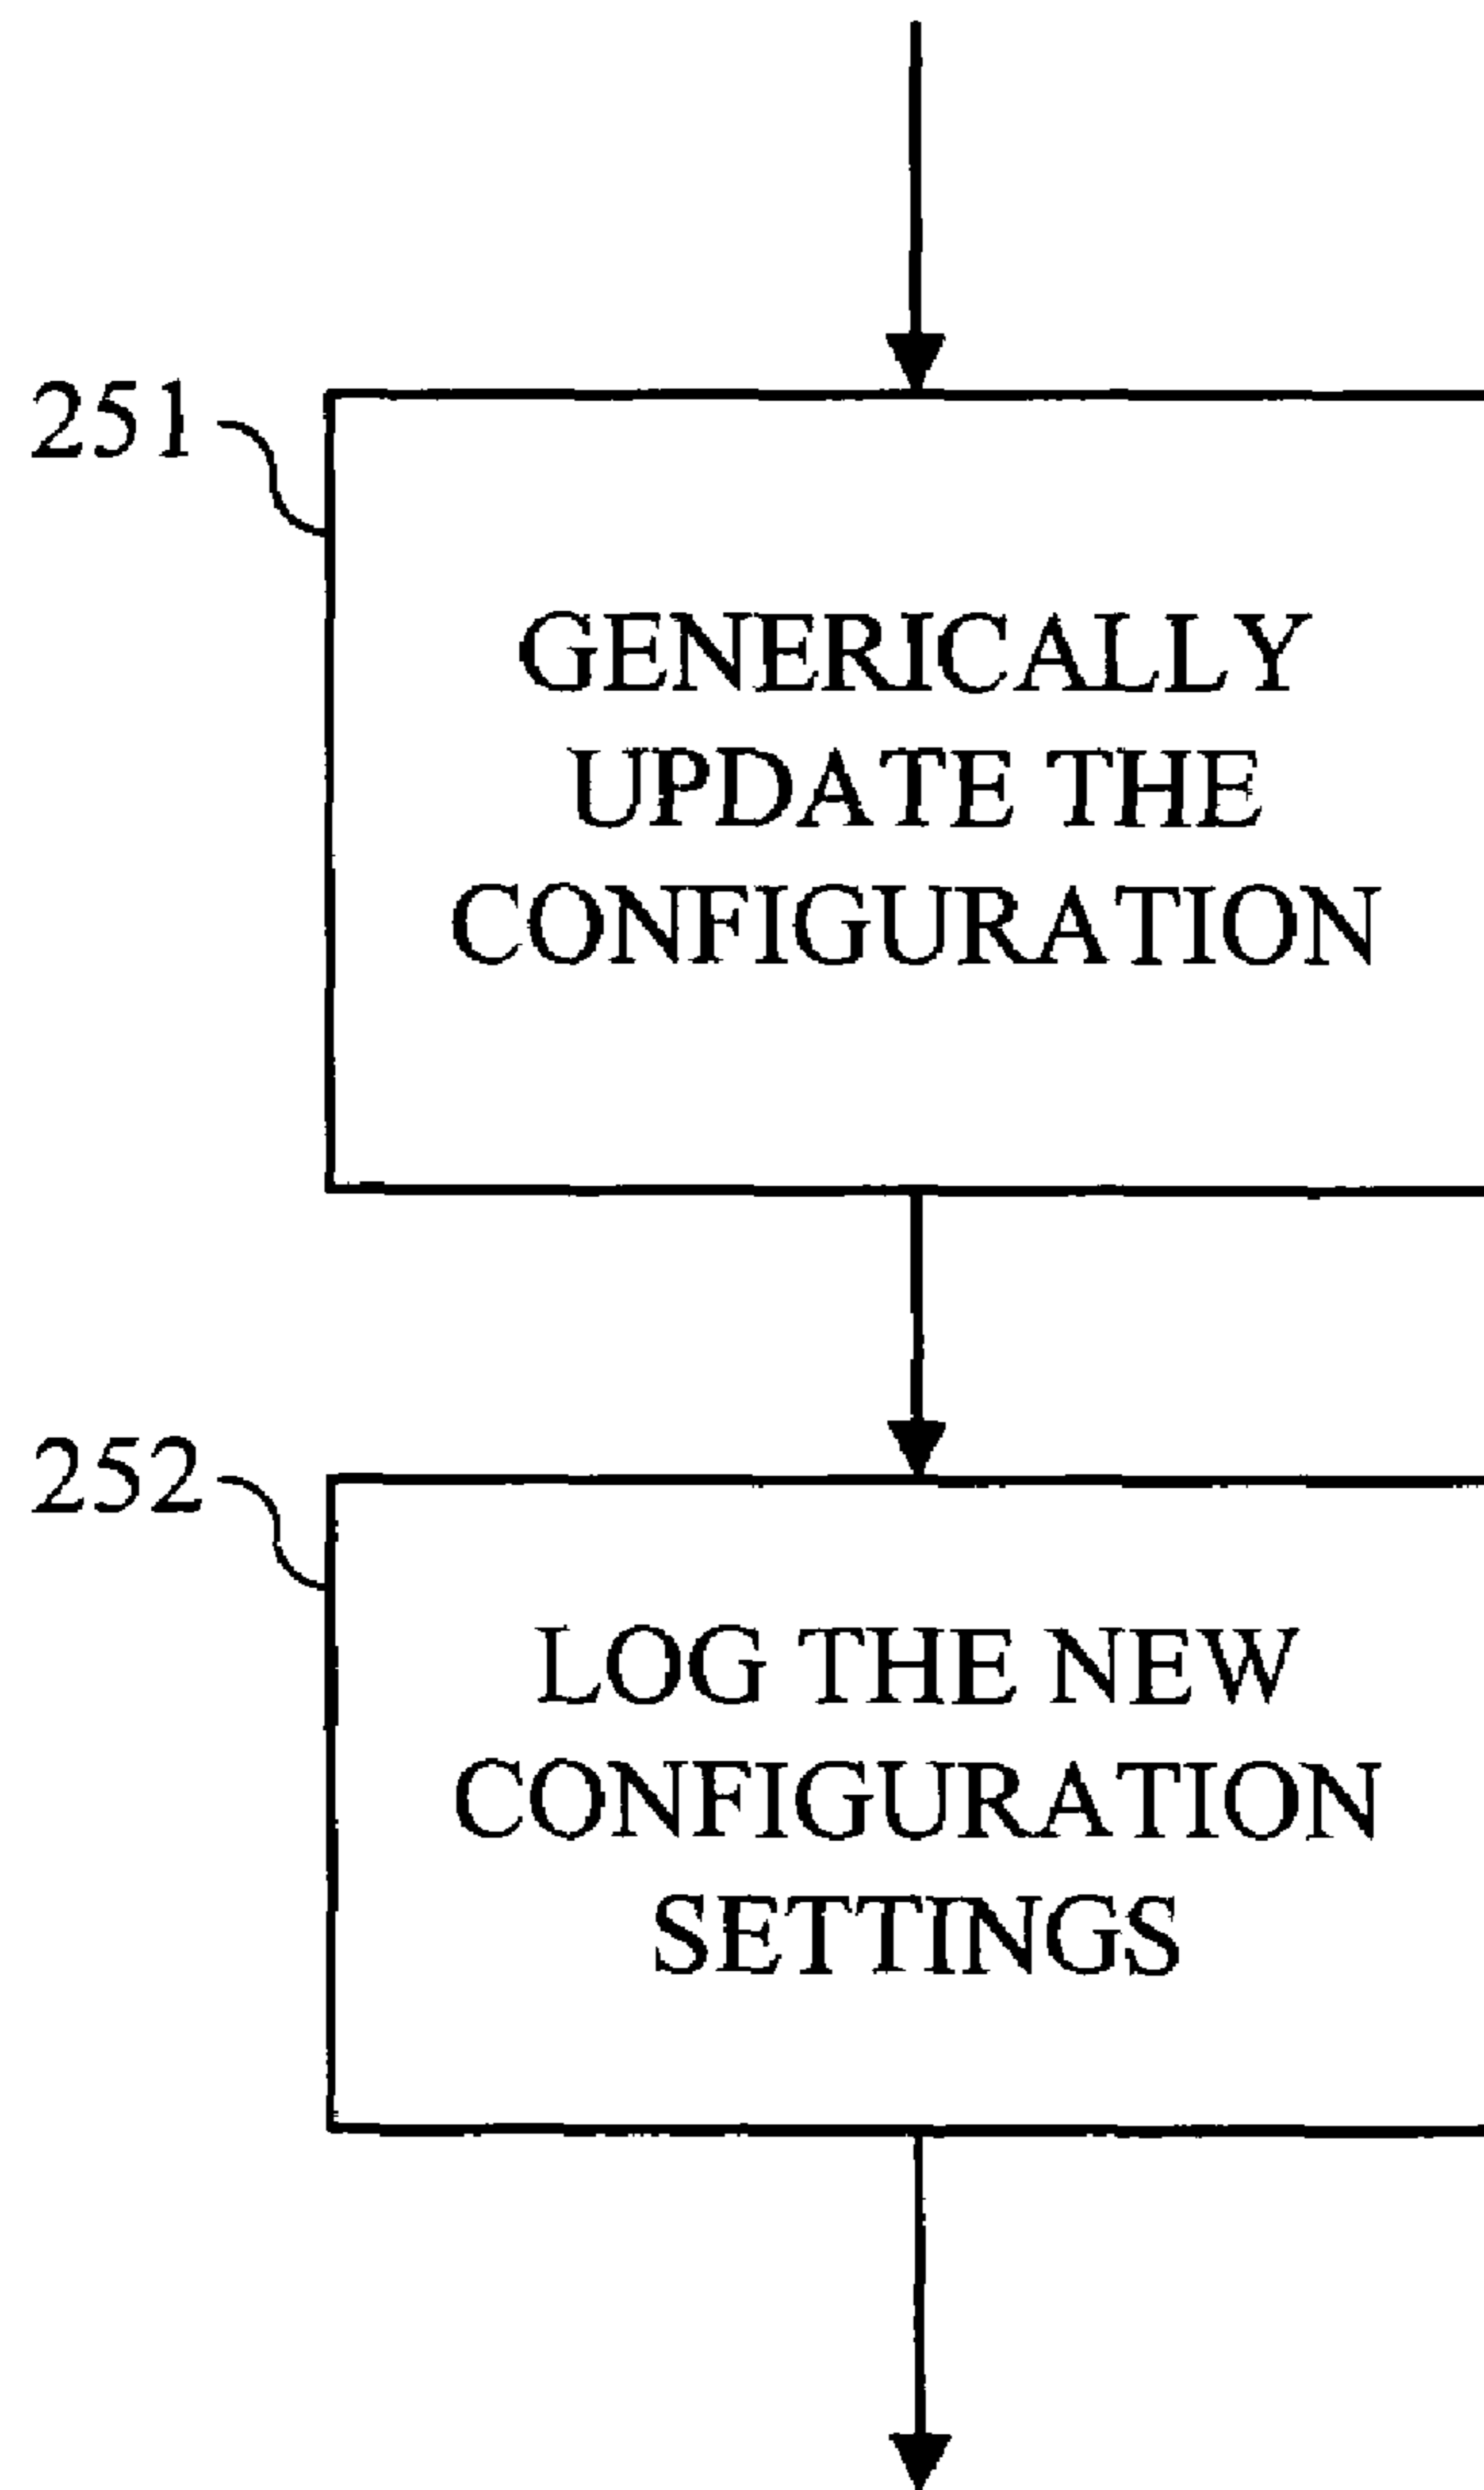 251
GENERICALLY
UPDATE THE
CONFIGURATION
252
LOG THE NEW
CONFIGURATION
SETTINGS